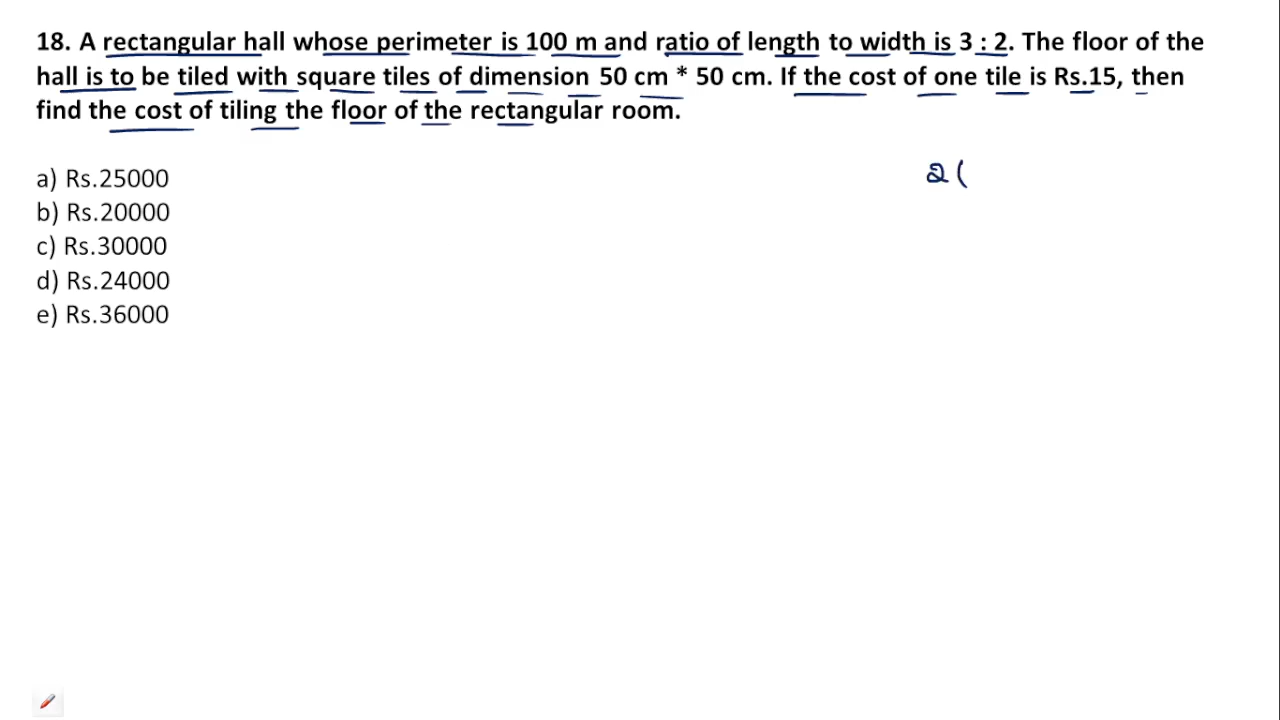 18. A rectangular hall whose perimeter is 100 m and ratio of length to width is 3 : 2. The floor of the
hall is to be tiled with square tiles of dimension 50 cm * 50 cm. If the cost of one tile is Rs.15, then
find the cost of tiling the floor of the rectangular room.
2 (
a) Rs.25000
b) Rs.20000
c) Rs.30000
d) Rs.24000
e) Rs.36000